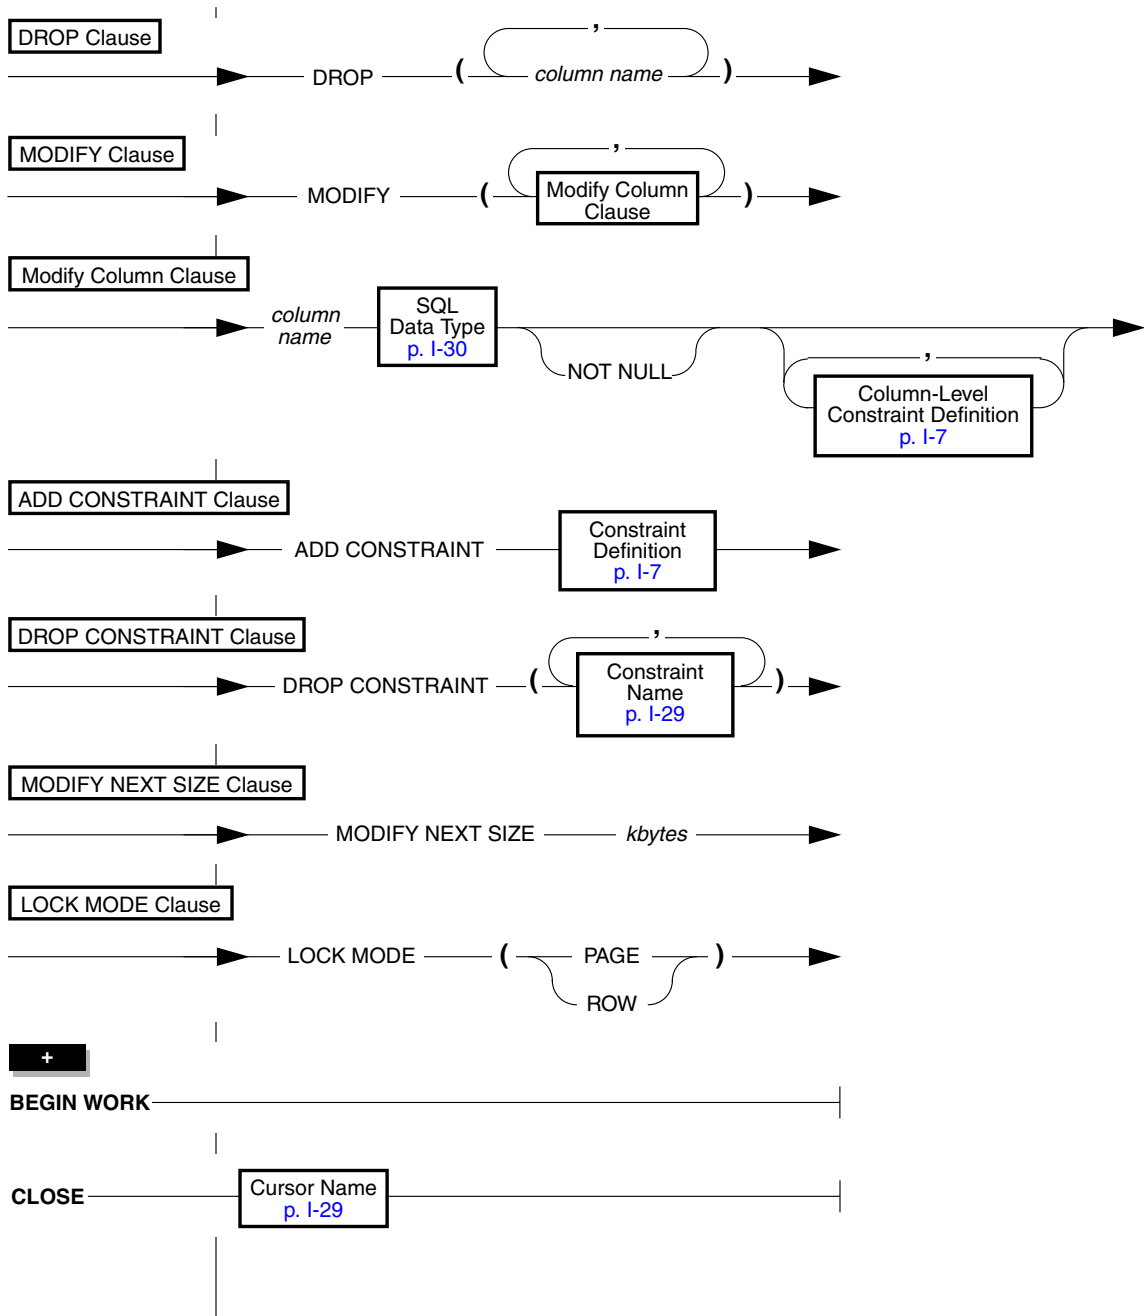 DROP Clause
,
DROP ( column name )
MODIFY Clause
,
MODIFY ( Modify Column )
Clause
Modify Column Clause
column
name
SQL
Data Type
p. I-30
NOT NULL
,
Column-Level
Constraint Definition
p. I-7
ADD CONSTRAINT Clause
ADD CONSTRAINT
Constraint
Definition
p. I-7
DROP CONSTRAINT Clause
,
DROP CONSTRAINT ( )
Constraint
Name
p. I-29
MODIFY NEXT SIZE Clause
MODIFY NEXT SIZE kbytes
LOCK MODE Clause
LOCK MODE ( PAGE )
ROW
+
BEGIN WORK
CLOSE
Cursor Name
p. I-29